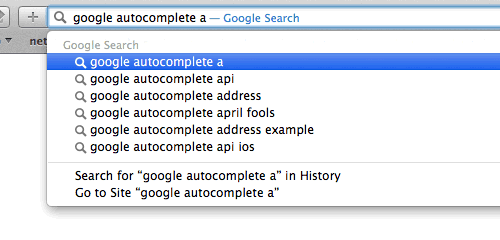 google autocomplete a — Google Search
net
Google Search
google autocomplete a
google autocomplete api
google autocomplete address
google autocomplete april fools
google autocomplete address example
google autocomplete api ios
Search for “google autocomplete a” in History
Go to Site “google autocomplete a”